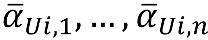 ᾱ_{Ui,1}, …, ᾱ_{Ui,n}